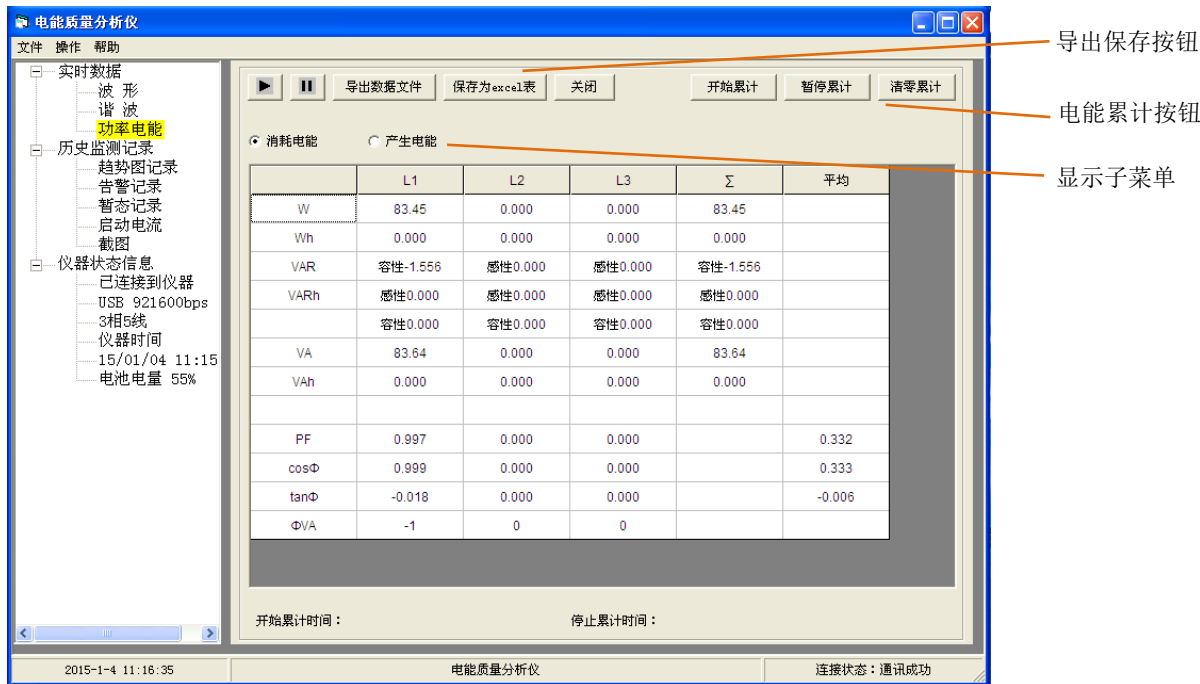 电能质量分析仪
文件 操作 帮助
实时数据
波 形
谐 波
功率电能
历史监测记录
趋势图记录
告警记录
暂态记录
启动电流
截图
仪器状态信息
已连接到仪器
USB 921600bps
3相5线
仪器时间
15/01/04 11:15
电池电量 55%
导出数据文件 保存为excel表 关闭 开始累计 暂停累计 清零累计
消耗电能 产生电能
L1 L2 L3 Σ 平均
W 83.45 0.000 0.000 83.45
Wh 0.000 0.000 0.000 0.000
VAR 容性-1.556 感性0.000 感性0.000 容性-1.556
VARh 感性0.000 感性0.000 感性0.000 感性0.000
容性0.000 容性0.000 容性0.000 容性0.000
VA 83.64 0.000 0.000 83.64
VAh 0.000 0.000 0.000 0.000
PF 0.997 0.000 0.000 0.332
cosΦ 0.999 0.000 0.000 0.333
tanΦ -0.018 0.000 0.000 -0.006
ΦVA -1 0 0
开始累计时间： 停止累计时间：
2015-1-4 11:16:35 电能质量分析仪 连接状态：通讯成功
导出保存按钮
电能累计按钮
显示子菜单